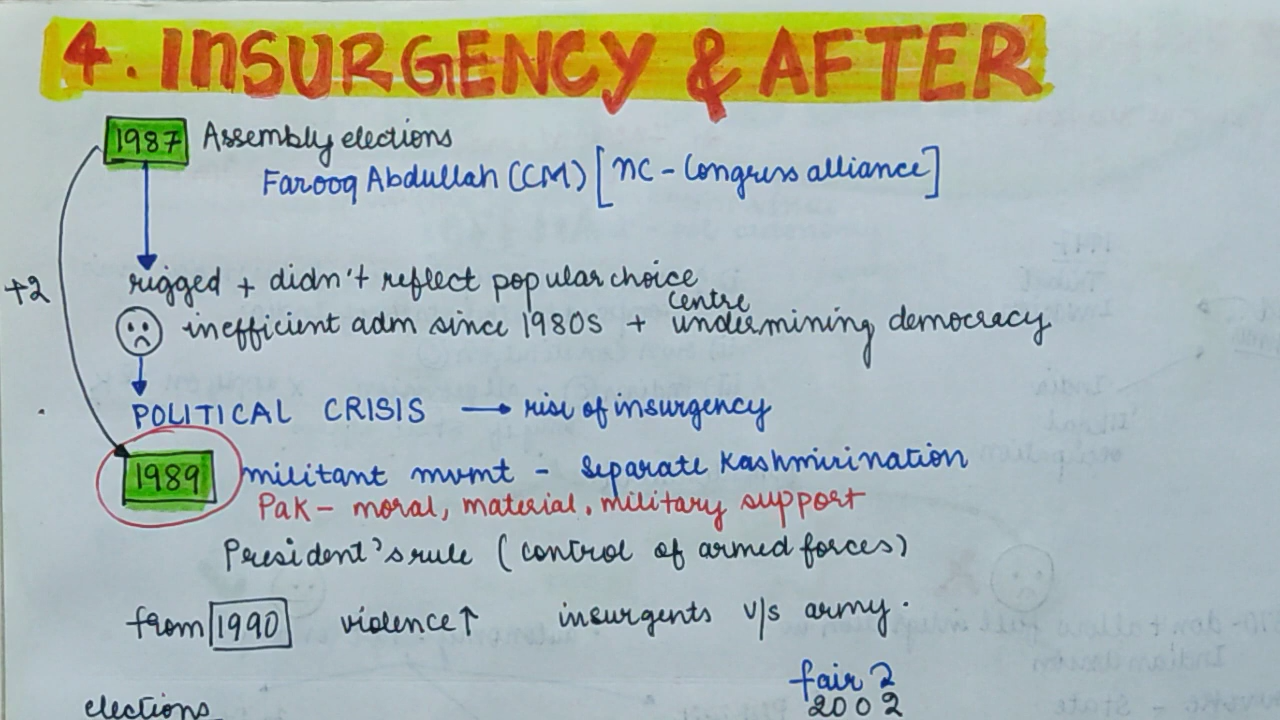 4. INSURGENCY & AFTER
1987 Assembly elections
Farooq Abdullah (CM) [NC - Congress alliance]
+2
rigged + didn't reflect popular choice
centre
inefficient adm since 1980s + undermining democracy
POLITICAL CRISIS → rise of insurgency
1989 militant mvmt - separate Kashmiri nation
Pak - moral, material, military support
President's rule (control of armed forces)
from 1990 violence↑ insurgents v/s army.
fair 2
elections 2002